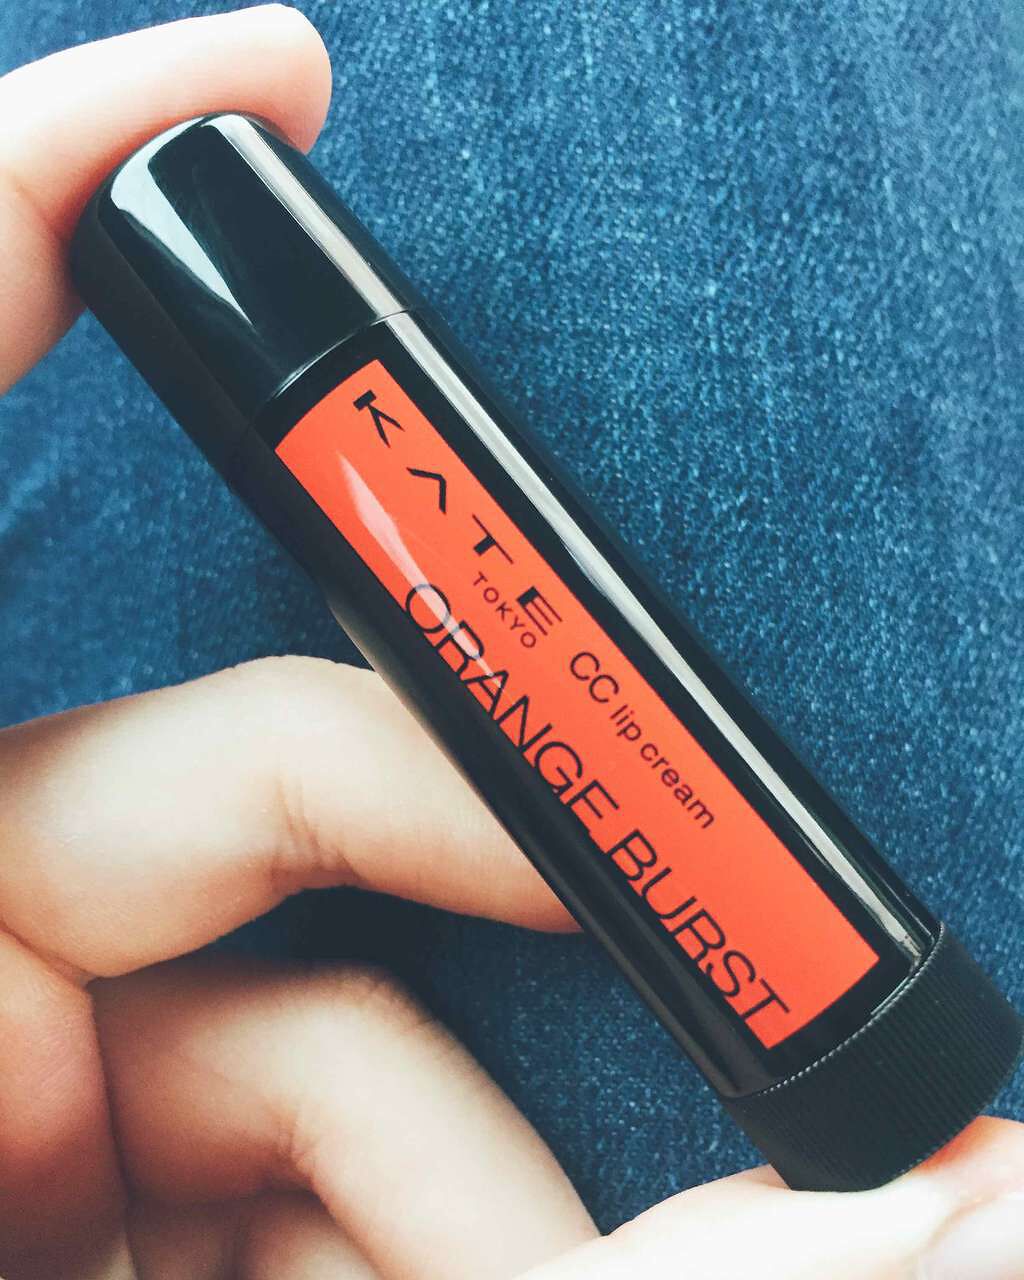 KATE
TOKYO
CC lip cream
ORANGE BURST